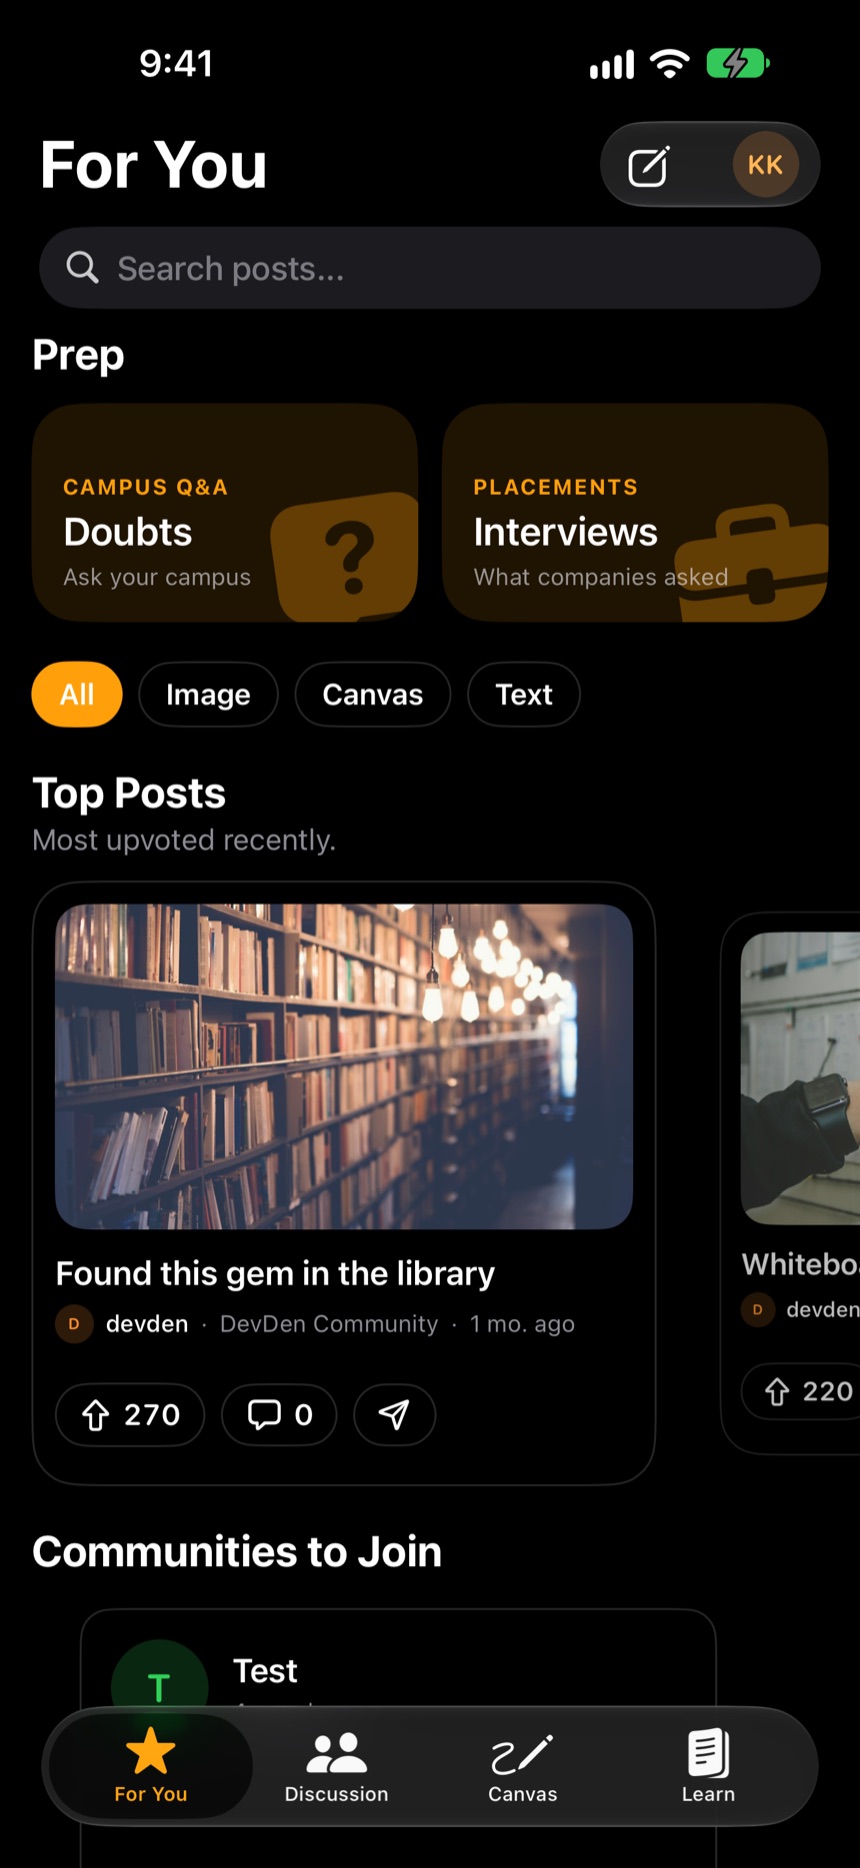 9:41
For You
KK
Search posts...
Prep
CAMPUS Q&A
Doubts
Ask your campus
PLACEMENTS
Interviews
What companies asked
All
Image
Canvas
Text
Top Posts
Most upvoted recently.
Found this gem in the library
D devden · DevDen Community · 1 mo. ago
270
0
D devden
220
Communities to Join
T
Test
For You
Discussion
Canvas
Learn